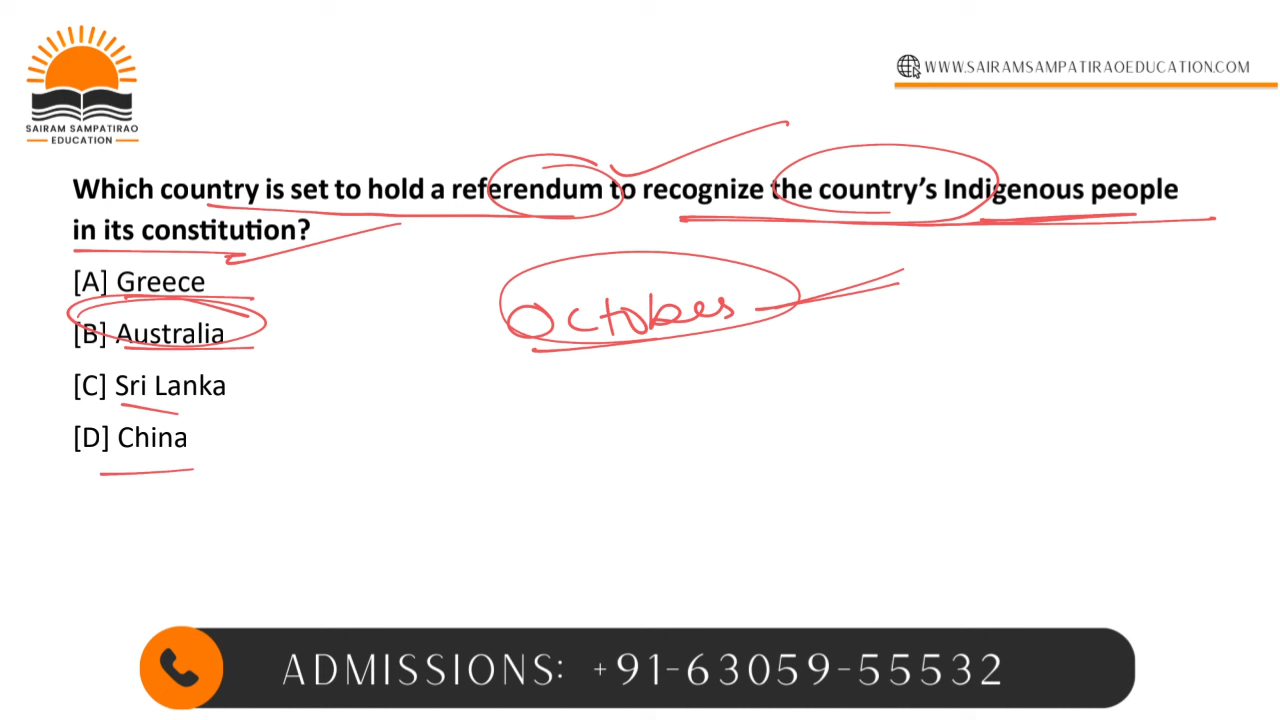 SAIRAM SAMPATIRAO
EDUCATION
WWW.SAIRAMSAMPATIRAOEDUCATION.COM
Which country is set to hold a referendum to recognize the country's Indigenous people
in its constitution?
[A] Greece
October
[B] Australia
[C] Sri Lanka
[D] China
ADMISSIONS: +91-63059-55532